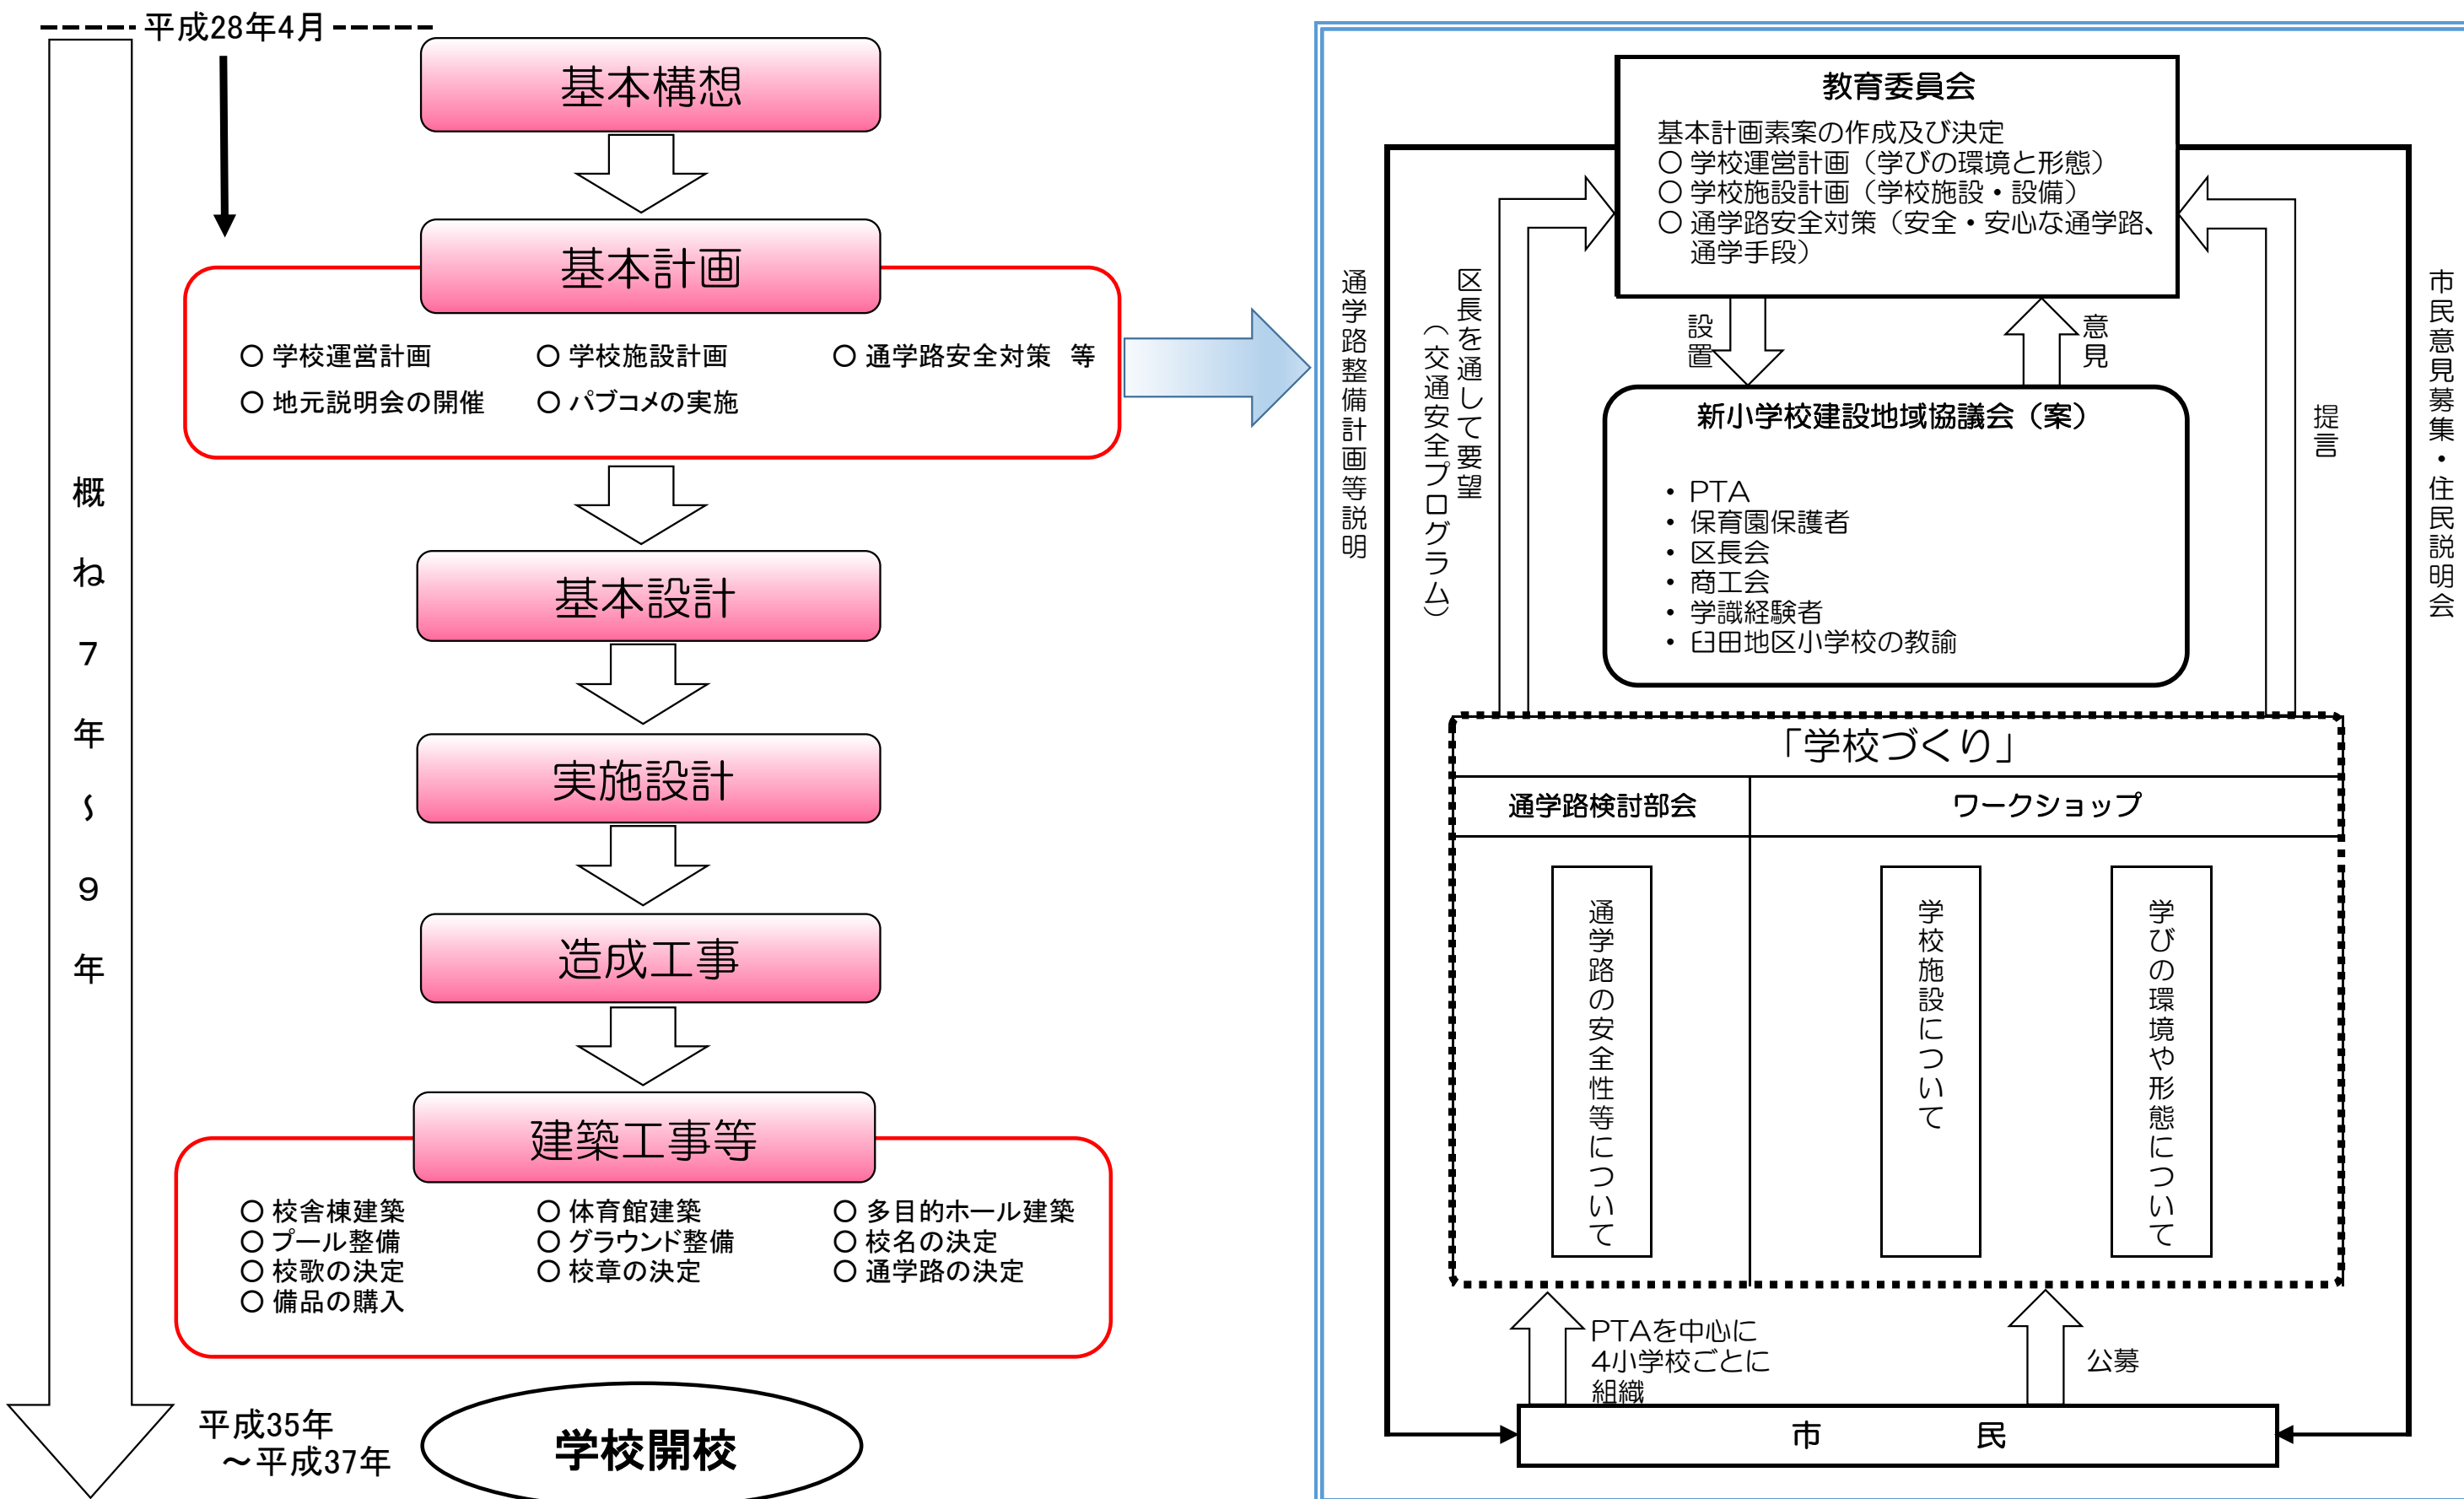 平成28年4月
基本構想
基本計画
〇 学校運営計画
〇 学校施設計画
〇 通学路安全対策 等
〇 地元説明会の開催
〇 パブコメの実施
基本設計
実施設計
造成工事
建築工事等
〇 校舎棟建築
〇 体育館建築
〇 多目的ホール建築
〇 プール整備
〇 グラウンド整備
〇 校名の決定
〇 校歌の決定
〇 校章の決定
〇 通学路の決定
〇 備品の購入
概ね7年~9年
平成35年
～平成37年
学校開校
教育委員会
基本計画素案の作成及び決定
〇 学校運営計画（学びの環境と形態）
〇 学校施設計画（学校施設・設備）
〇 通学路安全対策（安全・安心な通学路、
通学手段）
設置
意見
新小学校建設地域協議会（案）
・ PTA
・ 保育園保護者
・ 区長会
・ 商工会
・ 学識経験者
・ 臼田地区小学校の教諭
通学路整備計画等説明
区長を通して要望
（交通安全プログラム）
提言
市民意見募集・住民説明会
「学校づくり」
通学路検討部会
ワークショップ
通学路の安全性等について
学校施設について
学びの環境や形態について
PTAを中心に
4小学校ごとに
組織
公募
市 民